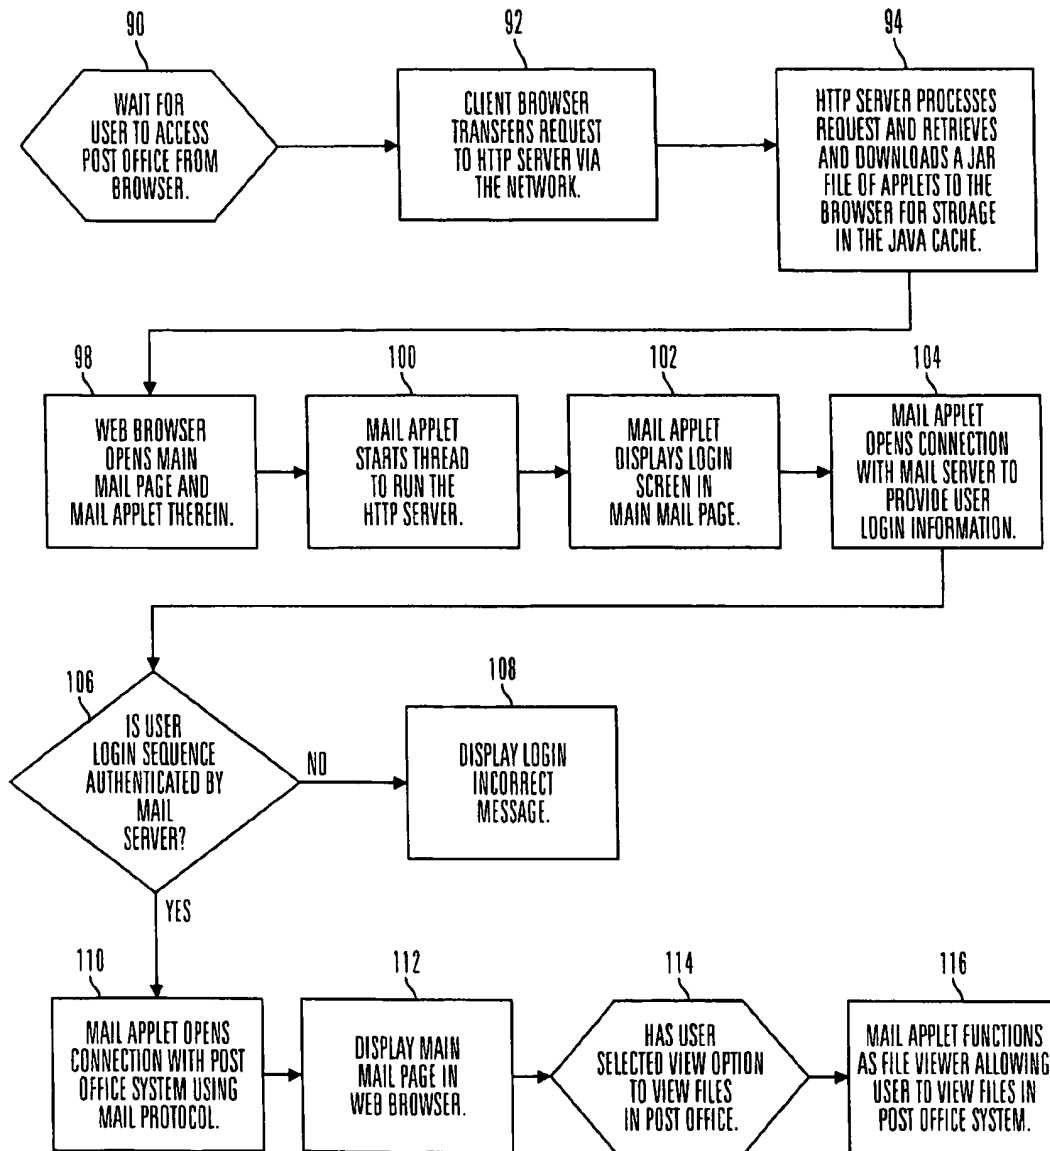 90
WAIT FOR
USER TO ACCESS
POST OFFICE FROM
BROWSER.
92
CLIENT BROWSER
TRANSFERS REQUEST
TO HTTP SERVER VIA
THE NETWORK.
94
HTTP SERVER PROCESSES
REQUEST AND RETRIEVES
AND DOWNLOADS A JAR
FILE OF APPLETS TO THE
BROWSER FOR STROAGE
IN THE JAVA CACHE.
98
WEB BROWSER
OPENS MAIN
MAIL PAGE AND
MAIL APPLET THEREIN.
100
MAIL APPLET
STARTS THREAD
TO RUN THE
HTTP SERVER.
102
MAIL APPLET
DISPLAYS LOGIN
SCREEN IN
MAIN MAIL PAGE.
104
MAIL APPLET
OPENS CONNECTION
WITH MAIL SERVER TO
PROVIDE USER
LOGIN INFORMATION.
106
IS USER
LOGIN SEQUENCE
AUTHENTICATED BY
MAIL
SERVER?
NO
108
DISPLAY LOGIN
INCORRECT
MESSAGE.
YES
110
MAIL APPLET OPENS
CONNECTION WITH POST
OFFICE SYSTEM USING
MAIL PROTOCOL.
112
DISPLAY MAIN
MAIL PAGE IN
WEB BROWSER.
114
HAS USER
SELECTED VIEW OPTION
TO VIEW FILES
IN POST OFFICE.
116
MAIL APPLET FUNCTIONS
AS FILE VIEWER ALLOWING
USER TO VIEW FILES IN
POST OFFICE SYSTEM.